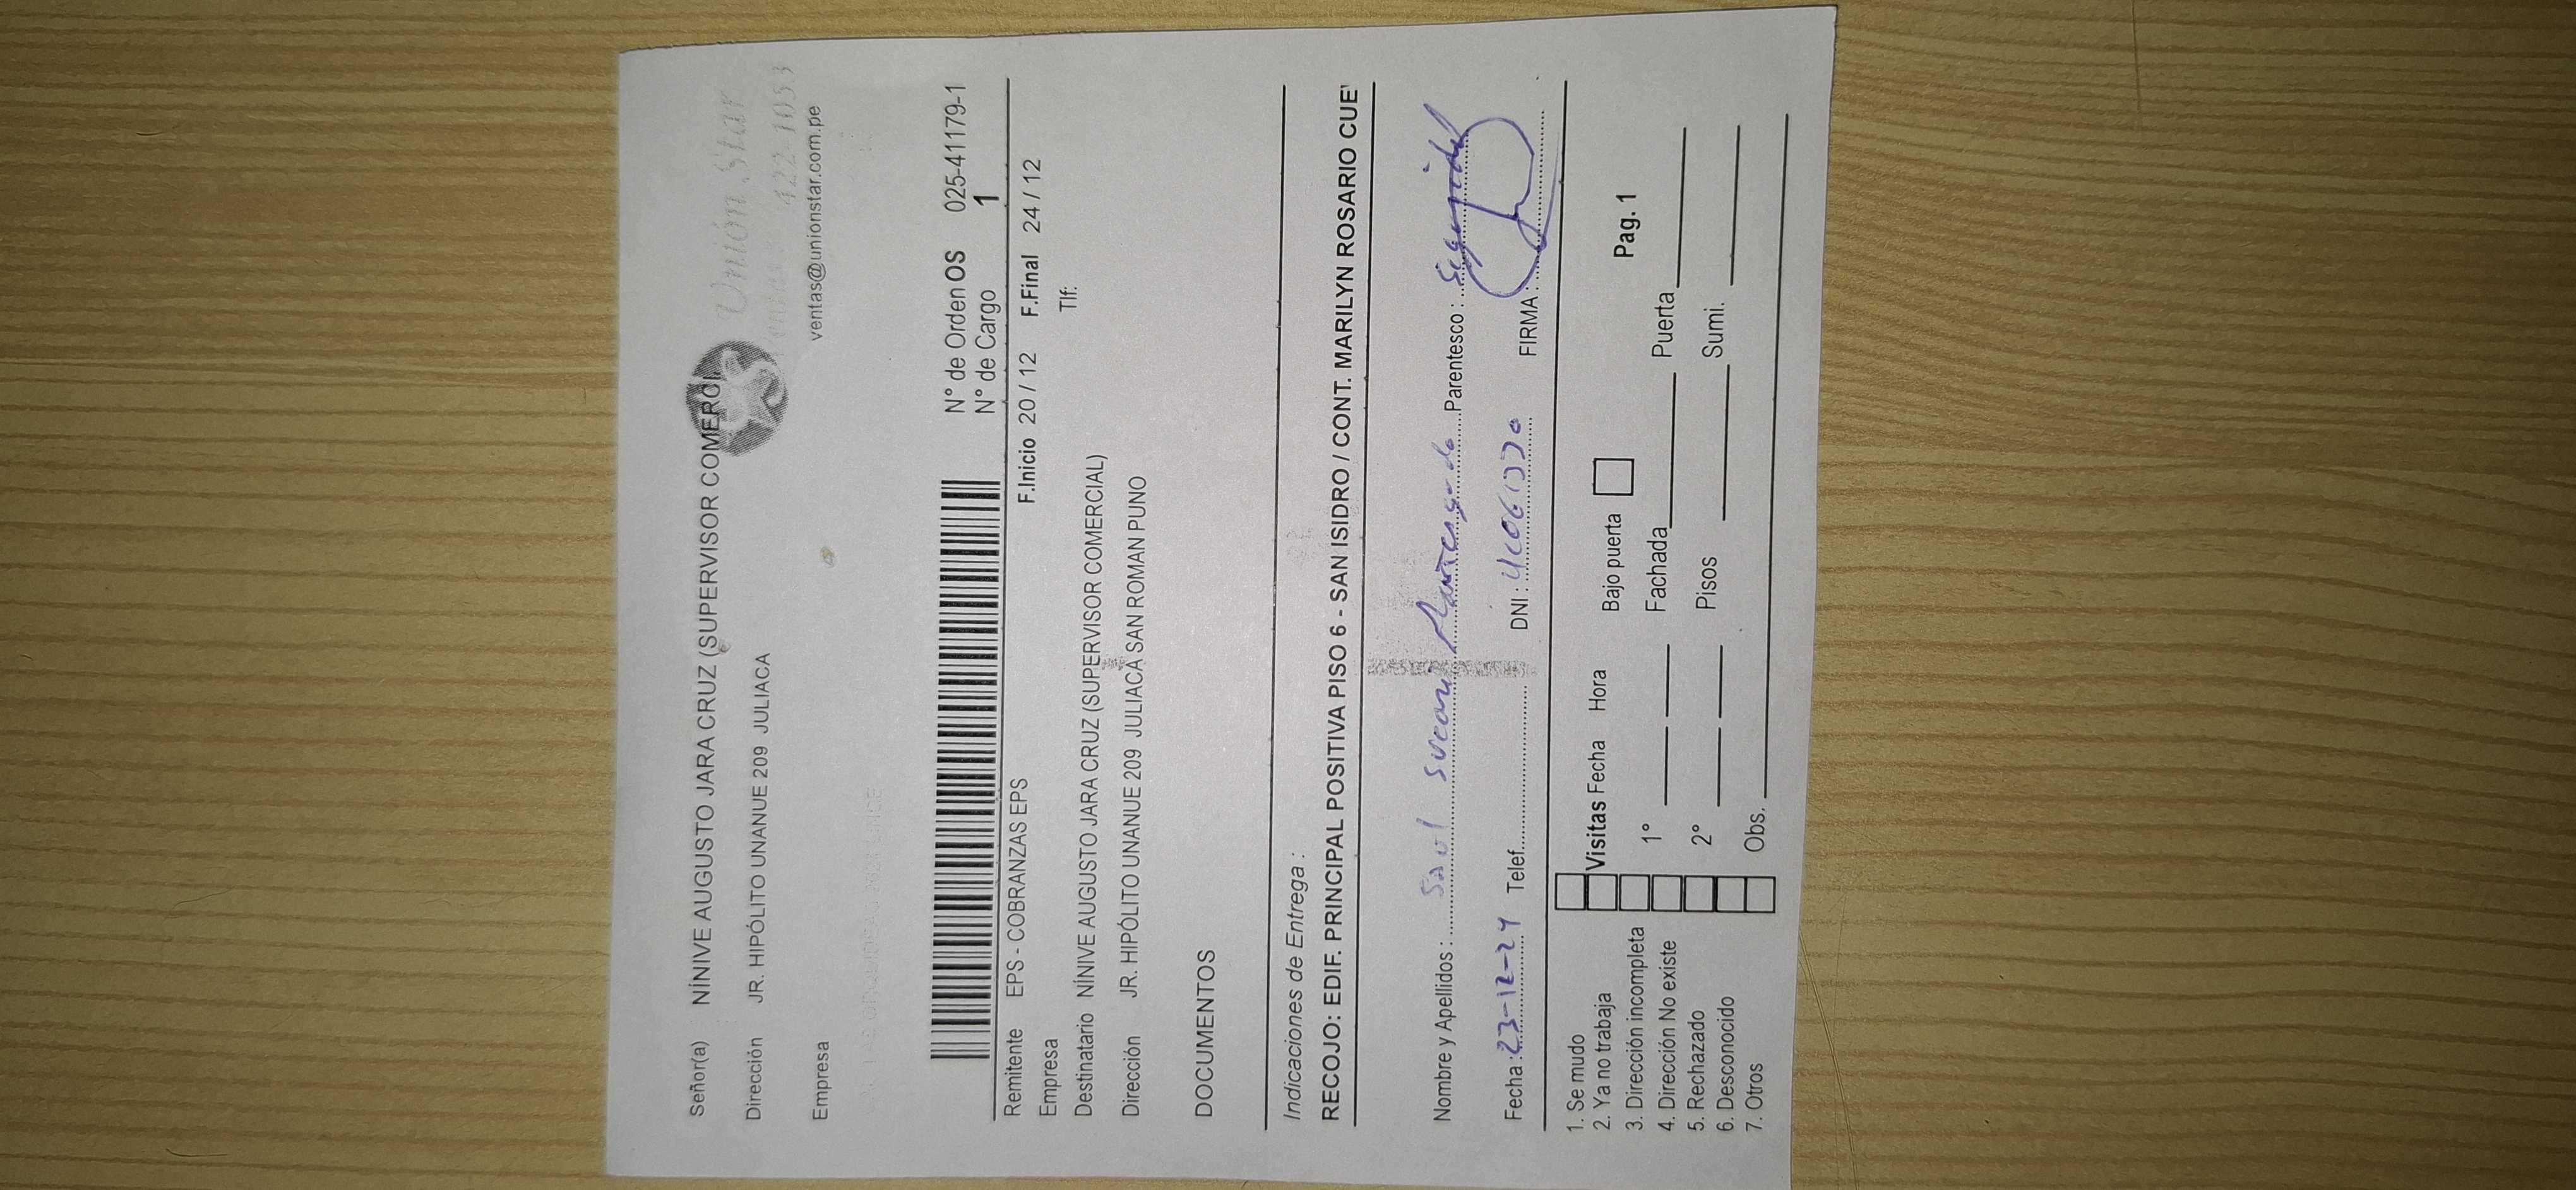 Señor(a) NÍNIVE AUGUSTO JARA CRUZ (SUPERVISOR COMERCI
Unión Star
Dirección JR. HIPÓLITO UNANUE 209 JULIACA
422-1053
Empresa
ventas@unionstar.com.pe
N° de Orden OS 025-41179-1
N° de Cargo 1
Remitente EPS - COBRANZAS EPS
F.Inicio 20 / 12 F.Final 24 / 12
Empresa
Tlf:
Destinatario NÍNIVE AUGUSTO JARA CRUZ (SUPERVISOR COMERCIAL)
Dirección JR. HIPÓLITO UNANUE 209 JULIACA SAN ROMAN PUNO
DOCUMENTOS
Indicaciones de Entrega :
RECOJO: EDIF. PRINCIPAL POSITIVA PISO 6 - SAN ISIDRO / CONT. MARILYN ROSARIO CUE
Nombre y Apellidos : Saul Sucari Parentesco : Seguridad
Fecha : 23-12-24 Telef. DNI : FIRMA :
1. Se mudo
2. Ya no trabaja Visitas Fecha Hora Bajo puerta Pag. 1
3. Dirección incompleta
4. Dirección No existe 1° Fachada Puerta
5. Rechazado
6. Desconocido 2° Pisos Sumi.
7. Otros Obs.